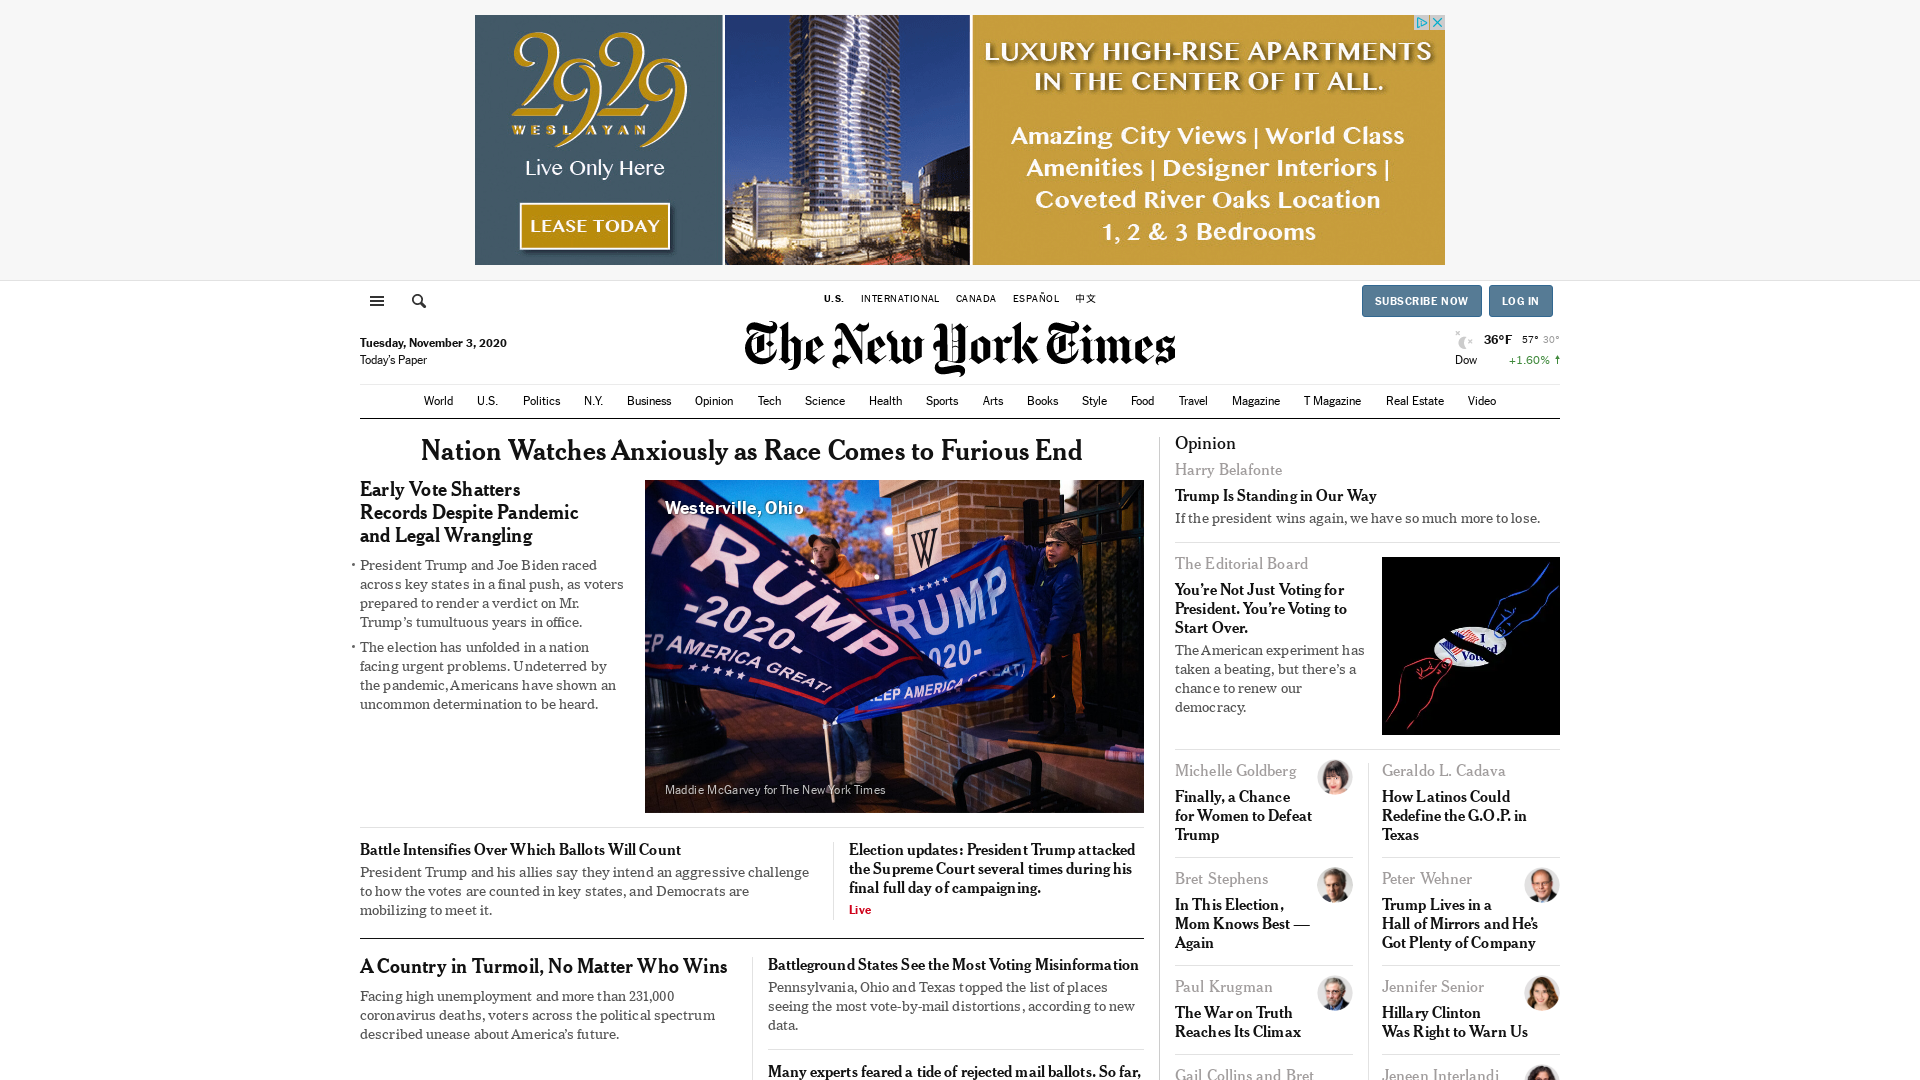 2929
WESLAYAN
Live Only Here
LEASE TODAY
LUXURY HIGH-RISE APARTMENTS
IN THE CENTER OF IT ALL.
Amazing City Views | World Class
Amenities | Designer Interiors |
Coveted River Oaks Location
1, 2 & 3 Bedrooms
U.S. INTERNATIONAL CANADA ESPAÑOL 中文
SUBSCRIBE NOW LOG IN
Tuesday, November 3, 2020
Today's Paper
The New York Times
36°F 57° 30°
Dow +1.60% ↑
World U.S. Politics N.Y. Business Opinion Tech Science Health Sports Arts Books Style Food Travel Magazine T Magazine Real Estate Video
Nation Watches Anxiously as Race Comes to Furious End
Early Vote Shatters
Records Despite Pandemic
and Legal Wrangling
• President Trump and Joe Biden raced
across key states in a final push, as voters
prepared to render a verdict on Mr.
Trump's tumultuous years in office.
• The election has unfolded in a nation
facing urgent problems. Undeterred by
the pandemic, Americans have shown an
uncommon determination to be heard.
Westerville, Ohio
W
TRUMP
-2020-
KEEP AMERICA GREAT!
TRUMP
2020-
KEEP AMERICA GREAT!
Maddie McGarvey for The New York Times
Battle Intensifies Over Which Ballots Will Count
President Trump and his allies say they intend an aggressive challenge
to how the votes are counted in key states, and Democrats are
mobilizing to meet it.
Election updates: President Trump attacked
the Supreme Court several times during his
final full day of campaigning.
Live
A Country in Turmoil, No Matter Who Wins
Facing high unemployment and more than 231,000
coronavirus deaths, voters across the political spectrum
described unease about America's future.
Battleground States See the Most Voting Misinformation
Pennsylvania, Ohio and Texas topped the list of places
seeing the most vote-by-mail distortions, according to new
data.
Many experts feared a tide of rejected mail ballots. So far,
Opinion
Harry Belafonte
Trump Is Standing in Our Way
If the president wins again, we have so much more to lose.
The Editorial Board
You're Not Just Voting for
President. You're Voting to
Start Over.
The American experiment has
taken a beating, but there's a
chance to renew our
democracy.
I
Voted
Michelle Goldberg
Finally, a Chance
for Women to Defeat
Trump
Geraldo L. Cadava
How Latinos Could
Redefine the G.O.P. in
Texas
Bret Stephens
In This Election,
Mom Knows Best —
Again
Peter Wehner
Trump Lives in a
Hall of Mirrors and He's
Got Plenty of Company
Paul Krugman
The War on Truth
Reaches Its Climax
Jennifer Senior
Hillary Clinton
Was Right to Warn Us
Gail Collins and Bret
Jeneen Interlandi